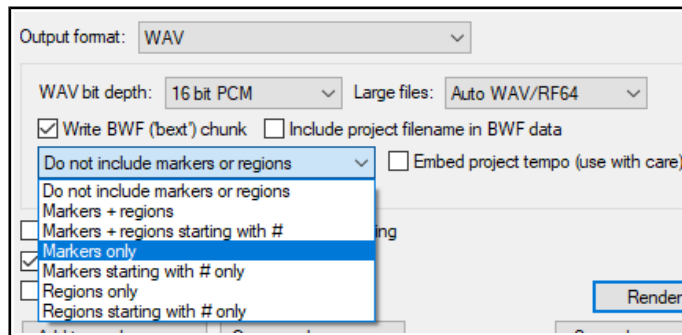 Output format: WAV
WAV bit depth: 16 bit PCM Large files: Auto WAV/RF64
Write BWF ('bext') chunk Include project filename in BWF data
Do not include markers or regions Embed project tempo (use with care)
Do not include markers or regions
Markers + regions
Markers + regions starting with #
Markers only
Markers starting with # only
Regions only
Render
Regions starting with # only